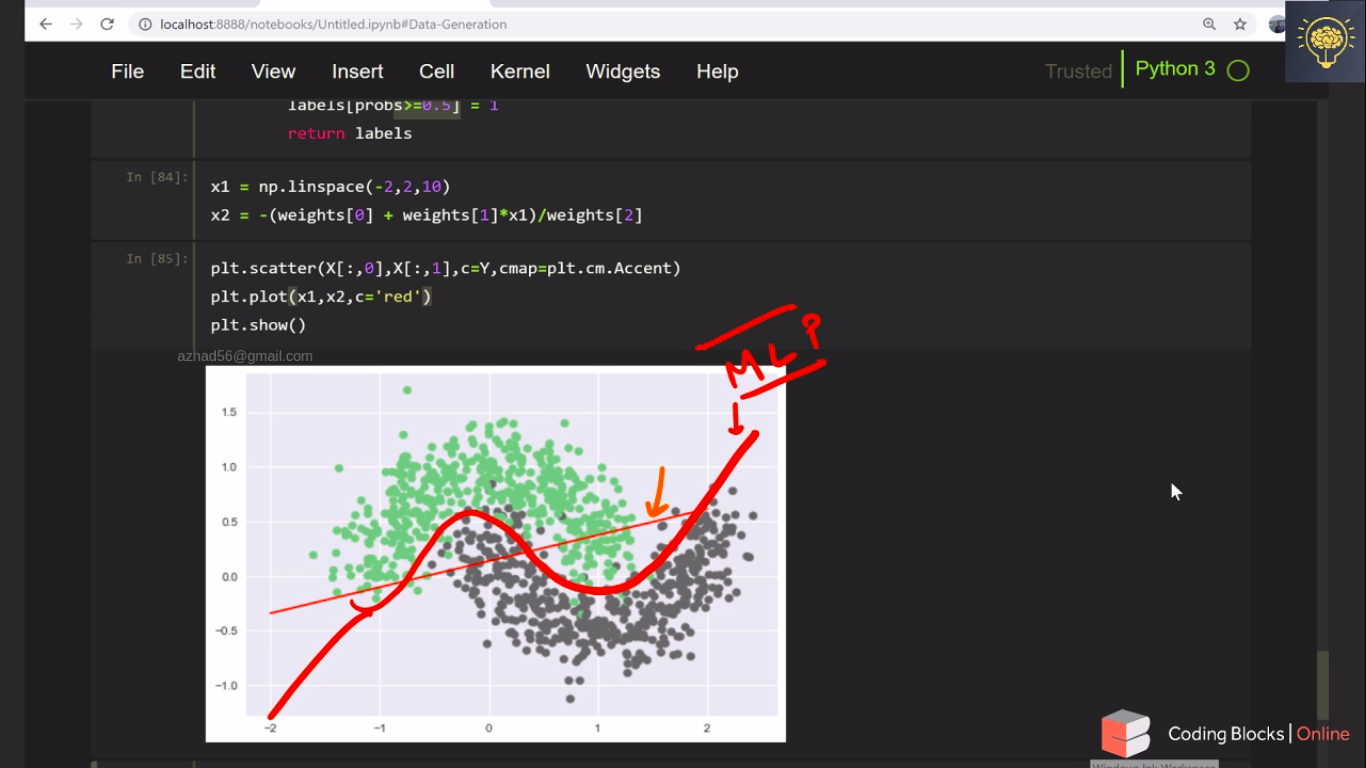 localhost:8888/notebooks/Untitled.ipynb#Data-Generation
File Edit View Insert Cell Kernel Widgets Help Trusted Python 3
labels[probs>=0.5] = 1
return labels
In [84]:
x1 = np.linspace(-2,2,10)
x2 = -(weights[0] + weights[1]*x1)/weights[2]
In [85]:
plt.scatter(X[:,0],X[:,1],c=Y,cmap=plt.cm.Accent)
plt.plot(x1,x2,c='red')
plt.show()
azhad56@gmail.com
MLP
1.5
1.0
0.5
0.0
−0.5
−1.0
−2 −1 0 1 2
Coding Blocks | Online
Windows Ink Workspace